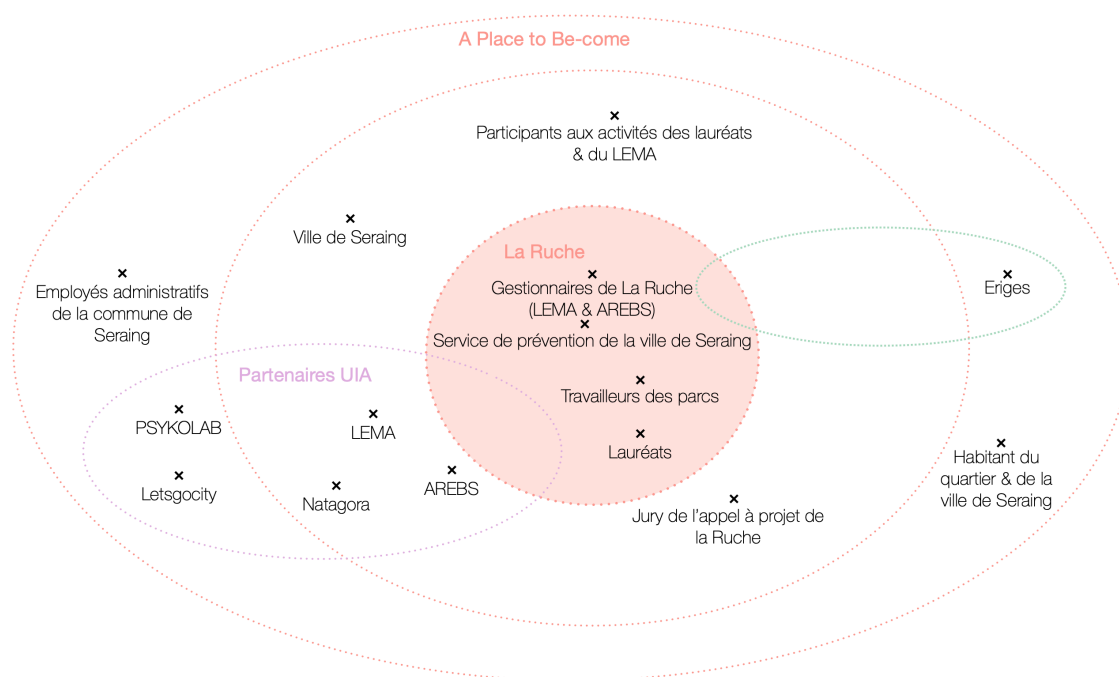 A Place to Be-come
Participants aux activités des lauréats
& du LEMA
Ville de Seraing
La Ruche
Gestionnaires de La Ruche
(LEMA & AREBS)
Service de prévention de la ville de Seraing
Travailleurs des parcs
Lauréats
Eriges
Employés administratifs
de la commune de
Seraing
Partenaires UIA
PSYKOLAB
LEMA
Letsgocity
Natagora
AREBS
Jury de l'appel à projet de
la Ruche
Habitant du
quartier & de la
ville de Seraing